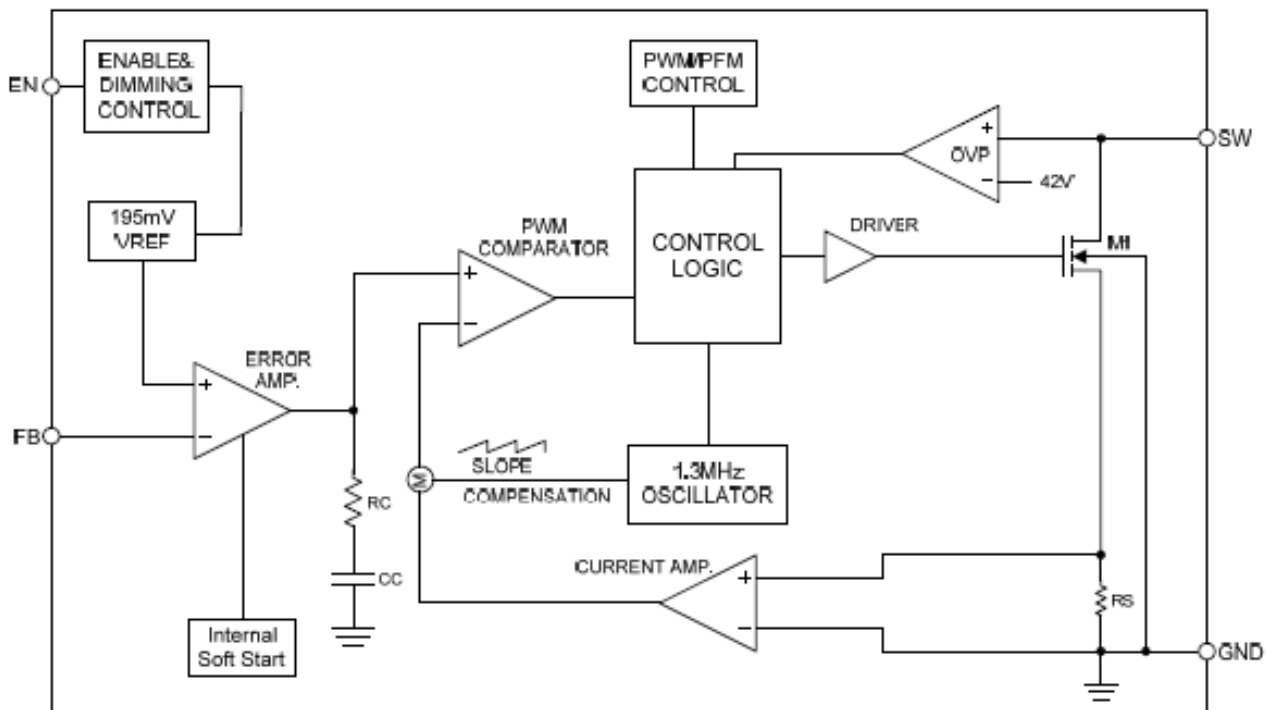 EN
ENABLE&
DIMMING
CONTROL
PWM/PFM
CONTROL
+
OVP
−
42V
SW
195mV
VREF
PWM
COMPARATOR
+
−
CONTROL
LOGIC
DRIVER
M1
ERROR
AMP.
+
−
FB
SLOPE
COMPENSATION
1.3MHz
OSCILLATOR
RC
CC
CURRENT AMP.
+
−
RS
Internal
Soft Start
GND